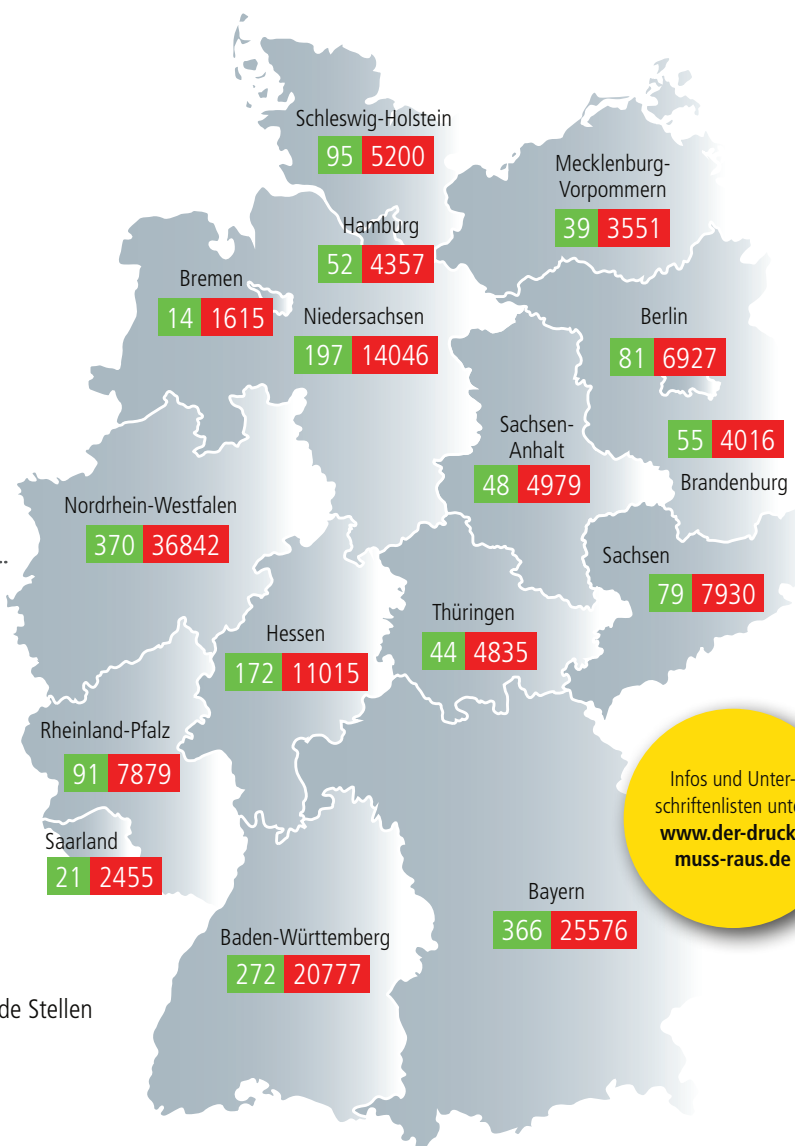 Schleswig-Holstein
95 5200
Mecklenburg-
Vorpommern
39 3551
Hamburg
52 4357
Bremen
14 1615
Niedersachsen
197 14046
Berlin
81 6927
Sachsen-
Anhalt
48 4979
55 4016
Brandenburg
Nordrhein-Westfalen
370 36842
Sachsen
79 7930
Thüringen
44 4835
Hessen
172 11015
Rheinland-Pfalz
91 7879
Saarland
21 2455
Infos und Unter-
schriftenlisten unte
www.der-druck
muss-raus.de
Bayern
366 25576
Baden-Württemberg
272 20777
de Stellen